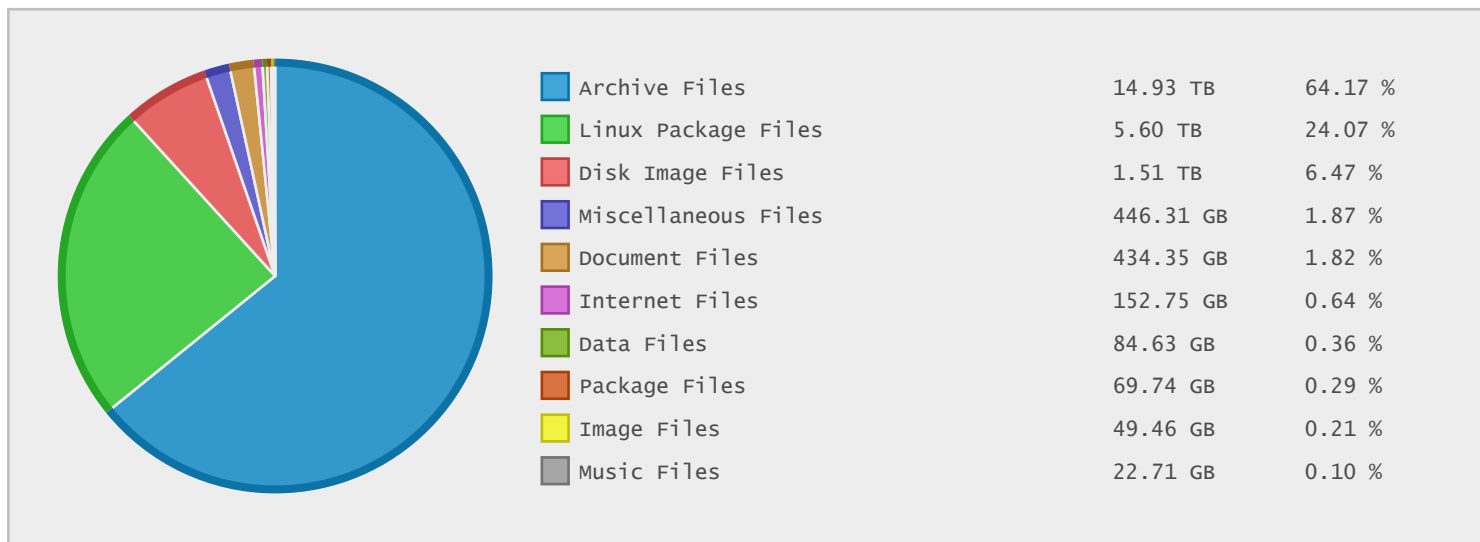 Archive Files 14.93 TB 64.17 %
Linux Package Files 5.60 TB 24.07 %
Disk Image Files 1.51 TB 6.47 %
Miscellaneous Files 446.31 GB 1.87 %
Document Files 434.35 GB 1.82 %
Internet Files 152.75 GB 0.64 %
Data Files 84.63 GB 0.36 %
Package Files 69.74 GB 0.29 %
Image Files 49.46 GB 0.21 %
Music Files 22.71 GB 0.10 %